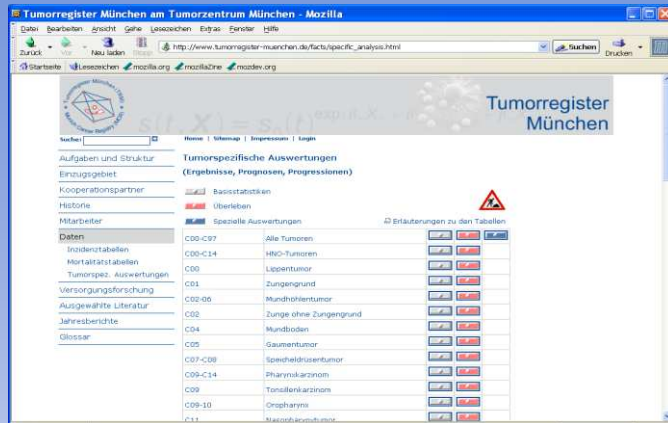 Tumorregister München am Tumorzentrum München - Mozilla
Datei Bearbeiten Ansicht Gehe Lesezeichen Extras Fenster Hilfe
Zurück Vor Neu laden Stopp http://www.tumorregister-muenchen.de/facts/specific_analysis.html Suchen Drucken
Startseite Lesezeichen mozilla.org mozillaZine mozdev.org
Tumorregister
München
Suche: Home | Sitemap | Impressum | Login
Aufgaben und Struktur
Einzugsgebiet
Kooperationspartner
Historie
Mitarbeiter
Daten
Inzidenztabellen
Mortalitätstabellen
Tumorspez. Auswertungen
Versorgungsforschung
Ausgewählte Literatur
Jahresberichte
Glossar
Tumorspezifische Auswertungen
(Ergebnisse, Prognosen, Progressionen)
Basisstatistiken
Überleben
Spezielle Auswertungen Erläuterungen zu den Tabellen
C00-C97 Alle Tumoren
C00-C14 HNO-Tumoren
C00 Lippentumor
C01 Zungengrund
C02-06 Mundhöhlentumor
C02 Zunge ohne Zungengrund
C04 Mundboden
C05 Gaumentumor
C07-C08 Speicheldrüsentumor
C09-C14 Pharynxkarzinom
C09 Tonsillenkarzinom
C09-10 Oropharynx
C11 Nasopharynxtumor